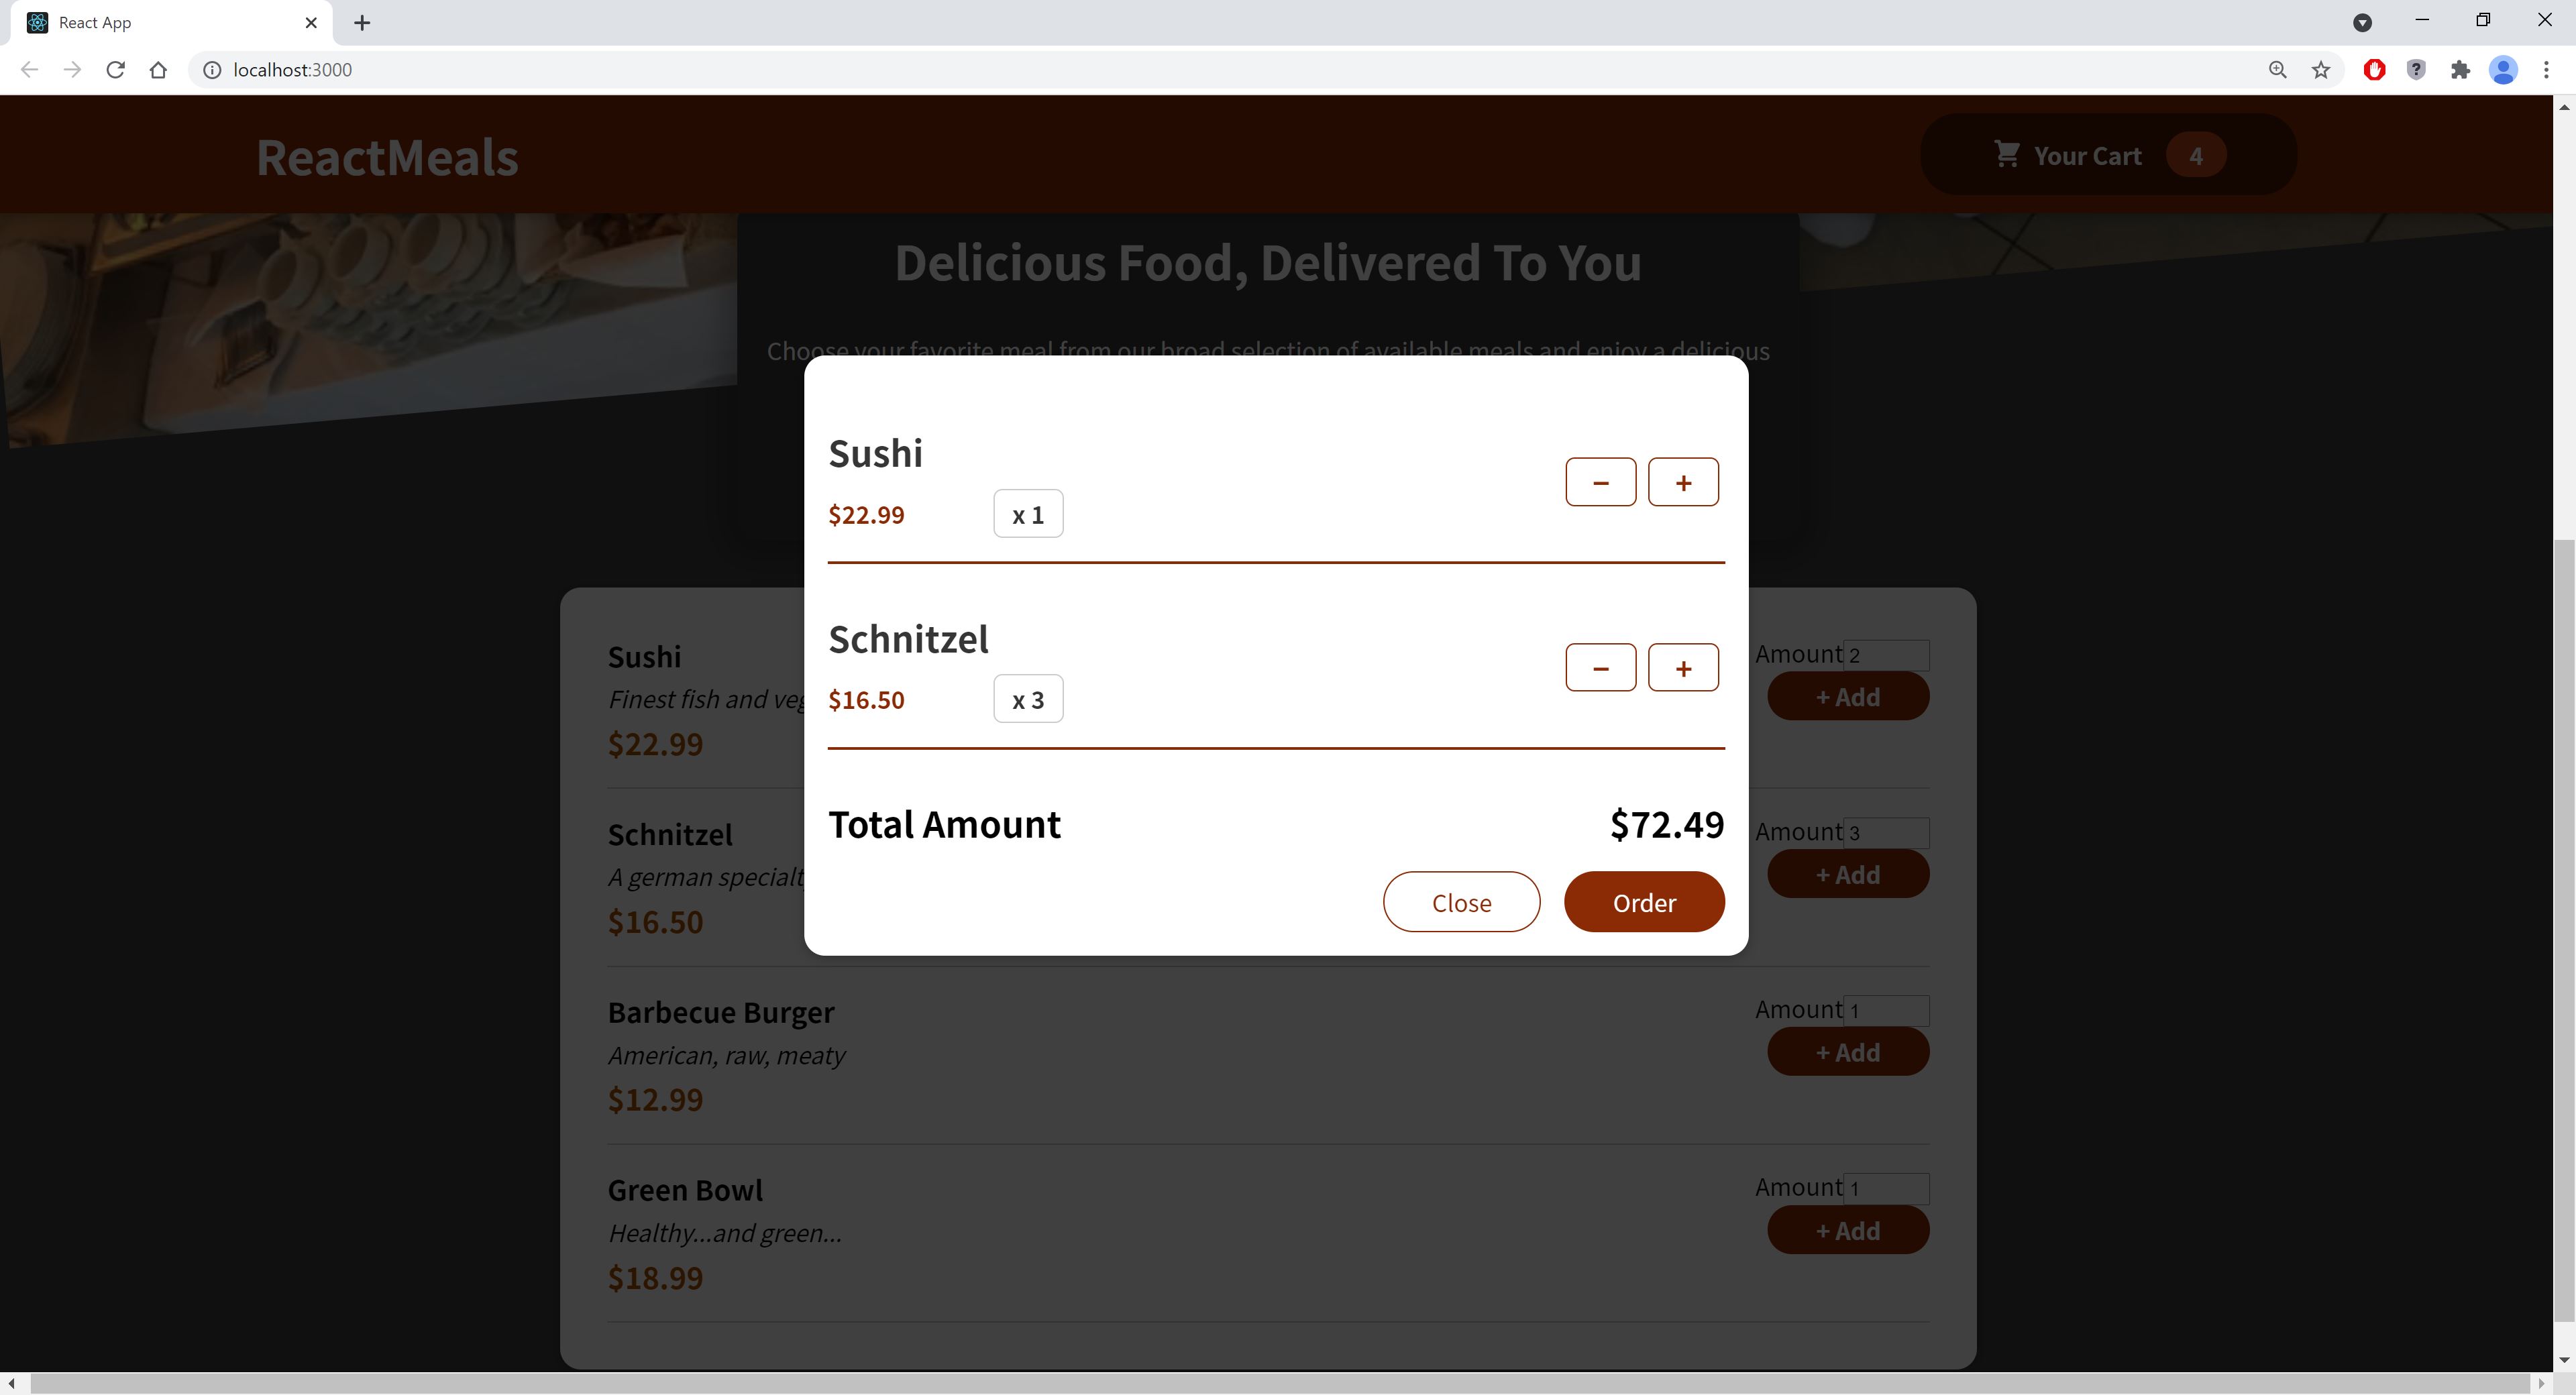 React App
localhost:3000
ReactMeals
Your Cart 4
Delicious Food, Delivered To You
Choose your favorite meal from our broad selection of available meals and enjoy a delicious
Sushi
$22.99 x 1
− +
Schnitzel
$16.50 x 3
− +
Total Amount $72.49
Close Order
Sushi
Finest fish and veg
$22.99
Amount 2
+ Add
Schnitzel
A german specialt
$16.50
Amount 3
+ Add
Barbecue Burger
American, raw, meaty
$12.99
Amount 1
+ Add
Green Bowl
Healthy...and green...
$18.99
Amount 1
+ Add